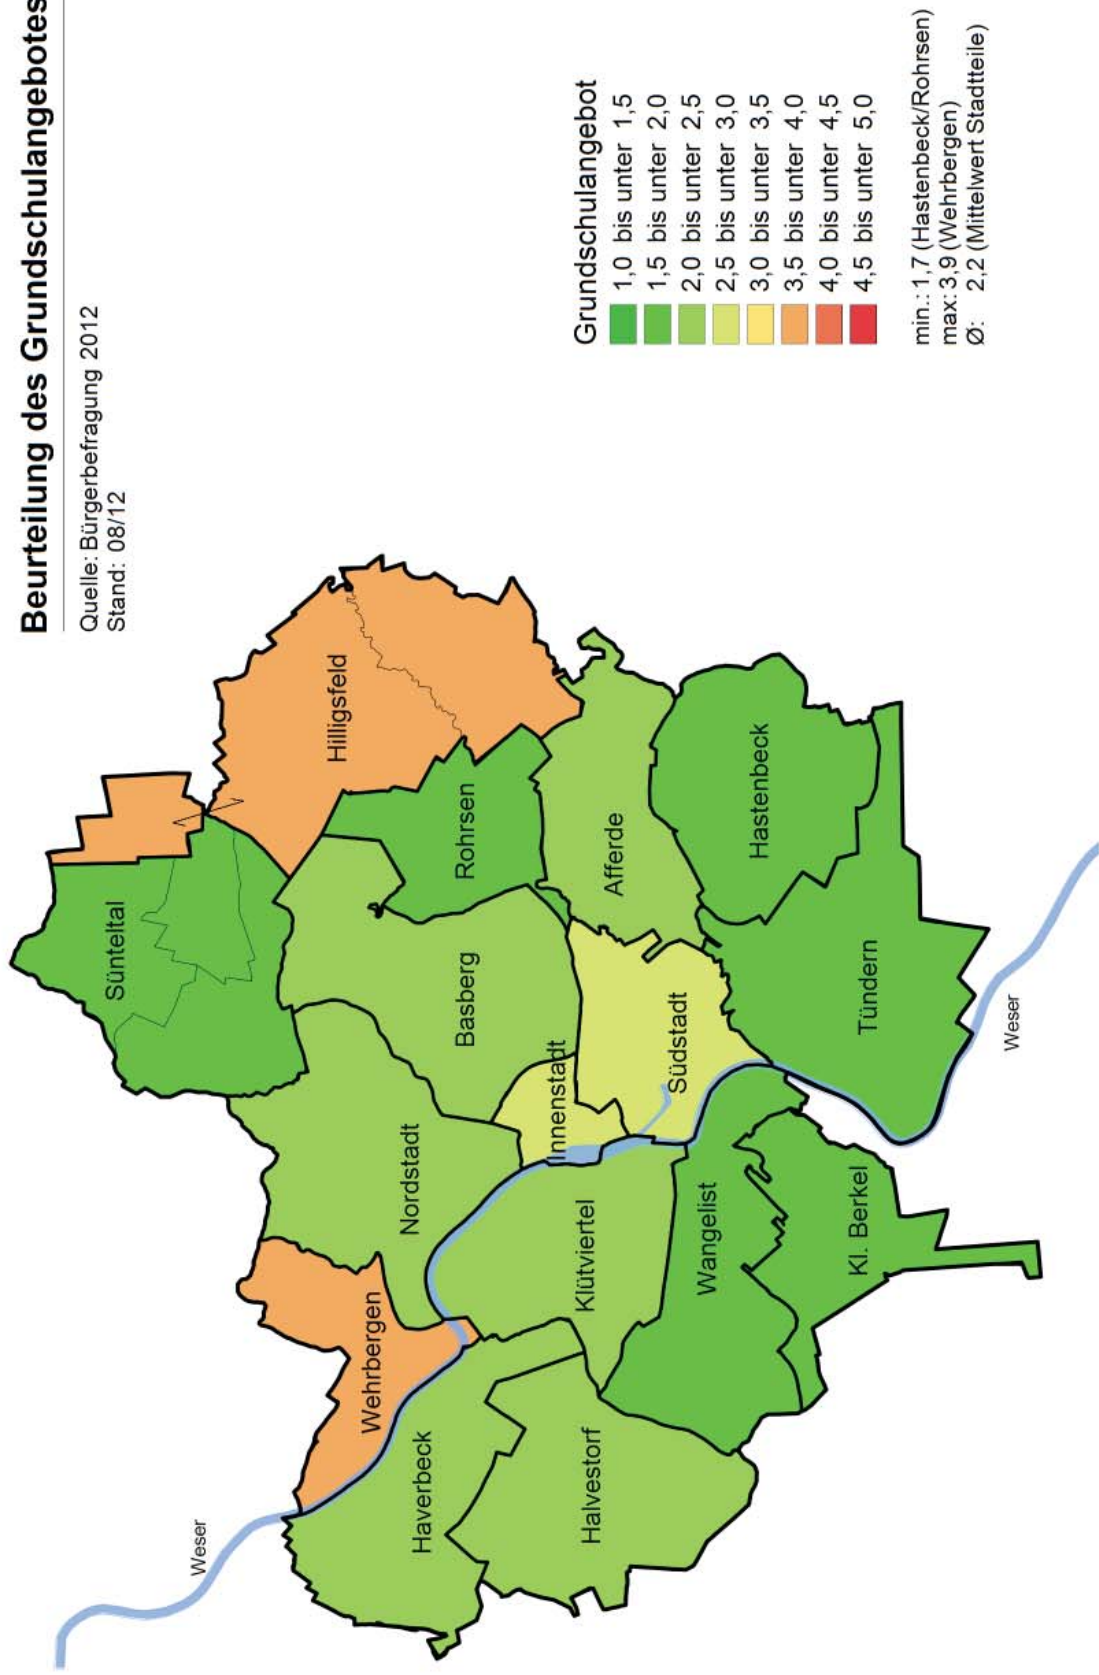 Beurteilung des Grundschulangebotes
Quelle: Bürgerbefragung 2012
Stand: 08/12
Weser
Haverbeck
Halvestorf
Wehrbergen
Nordstadt
Klütviertel
Wangelist
Kl. Berkel
Sünteltal
Basberg
Innenstadt
Südstadt
Tündern
Weser
Hilligsfeld
Rohrsen
Afferde
Hastenbeck
Grundschulangebot
1,0 bis unter 1,5
1,5 bis unter 2,0
2,0 bis unter 2,5
2,5 bis unter 3,0
3,0 bis unter 3,5
3,5 bis unter 4,0
4,0 bis unter 4,5
4,5 bis unter 5,0
min.: 1,7 (Hastenbeck/Rohrsen)
max: 3,9 (Wehrbergen)
Ø: 2,2 (Mittelwert Stadtteile)